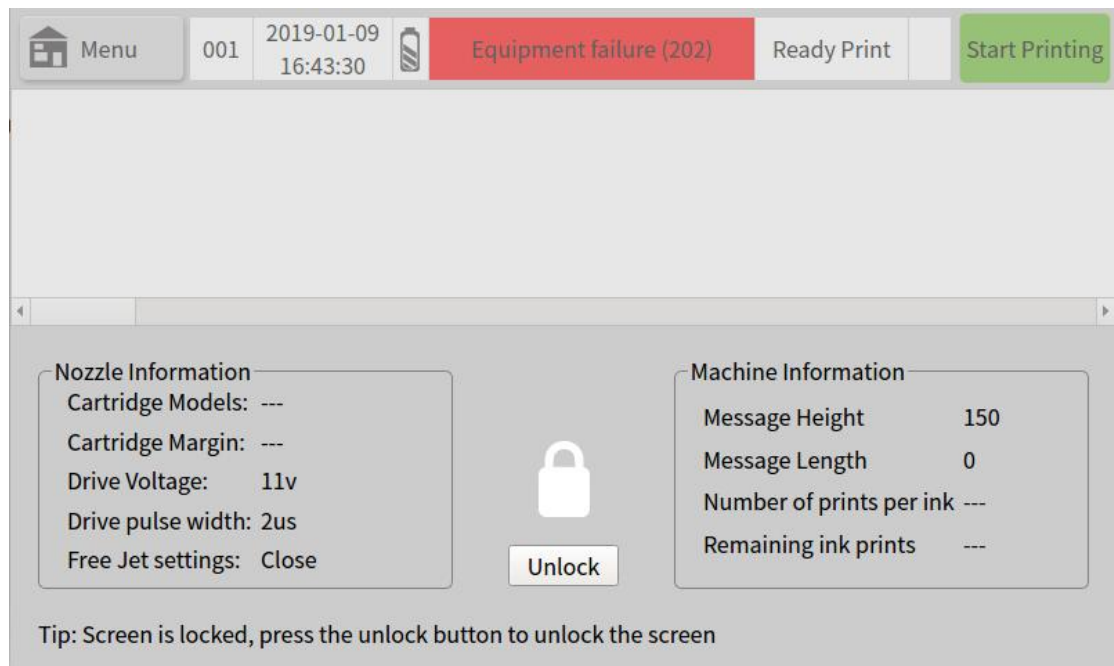 Menu
001
2019-01-09
16:43:30
Equipment failure (202)
Ready Print
Start Printing
Nozzle Information
Cartridge Models: ---
Cartridge Margin: ---
Drive Voltage: 11v
Drive pulse width: 2us
Free Jet settings: Close
Unlock
Machine Information
Message Height 150
Message Length 0
Number of prints per ink ---
Remaining ink prints ---
Tip: Screen is locked, press the unlock button to unlock the screen